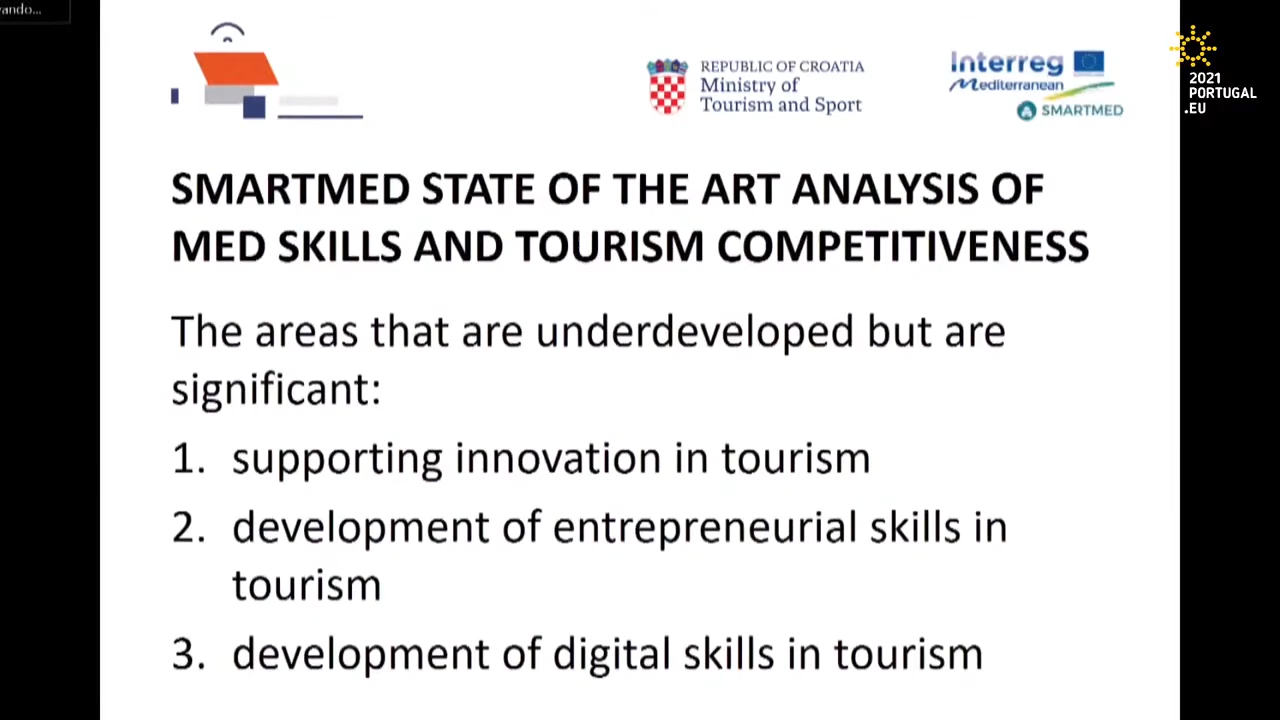 ando...
REPUBLIC OF CROATIA
Ministry of
Tourism and Sport
Interreg
Mediterranean
SMARTMED
2021
PORTUGAL
.EU
SMARTMED STATE OF THE ART ANALYSIS OF
MED SKILLS AND TOURISM COMPETITIVENESS
The areas that are underdeveloped but are
significant:
1. supporting innovation in tourism
2. development of entrepreneurial skills in
tourism
3. development of digital skills in tourism